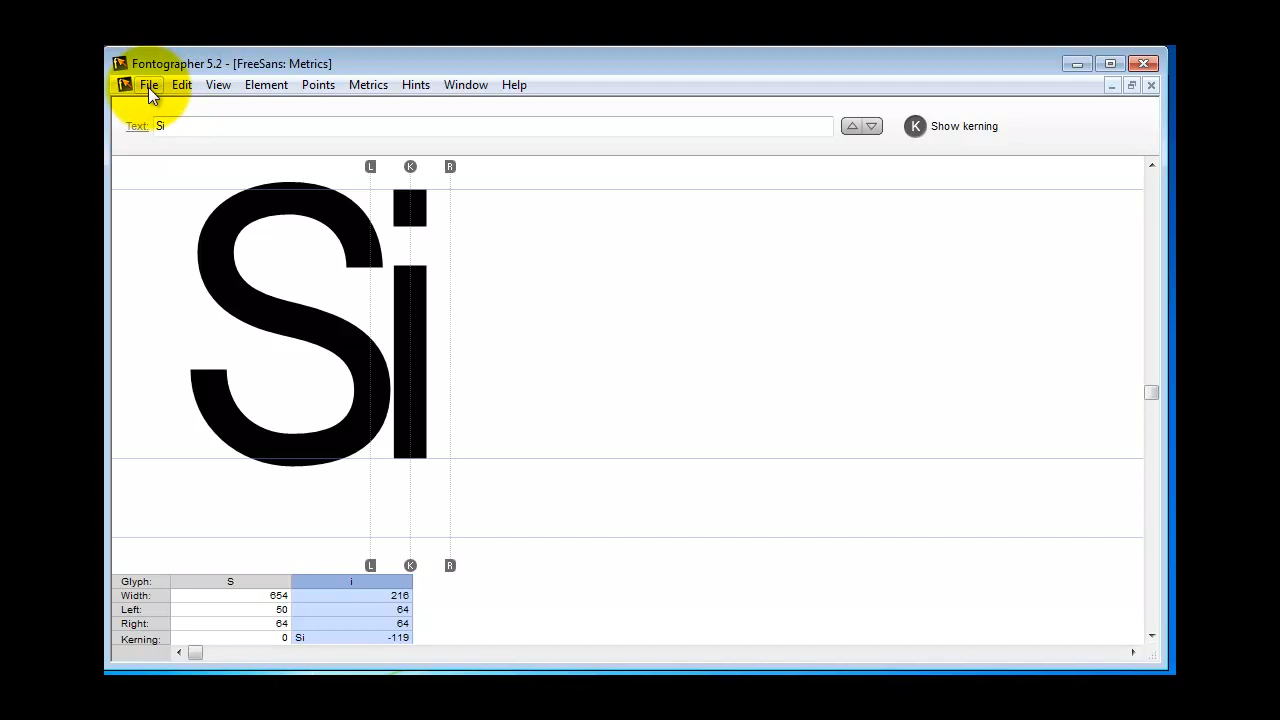 Fontographer 5.2 - [FreeSans: Metrics]
File Edit View Element Points Metrics Hints Window Help
Text: Si K Show kerning
L K R
Si
L K R
Glyph: S i
Width: 654 216
Left: 50 64
Right: 64 64
Kerning: 0 Si -119